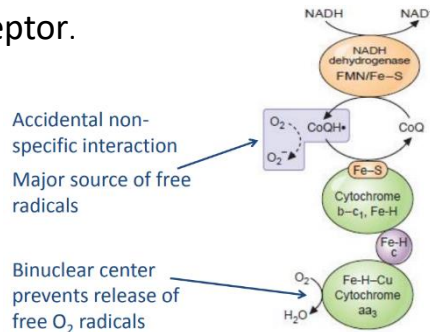 eptor.
NADH
NAD
NADH
dehydrogenase
FMN/Fe–S
Accidental non-
specific interaction
Major source of free
radicals
O₂
O₂⁻
CoQH•
CoQ
Fe–S
Cytochrome
b–c₁, Fe-H
Fe-H
c
Binuclear center
prevents release of
free O₂ radicals
O₂
H₂O
Fe-H–Cu
Cytochrome
aa₃